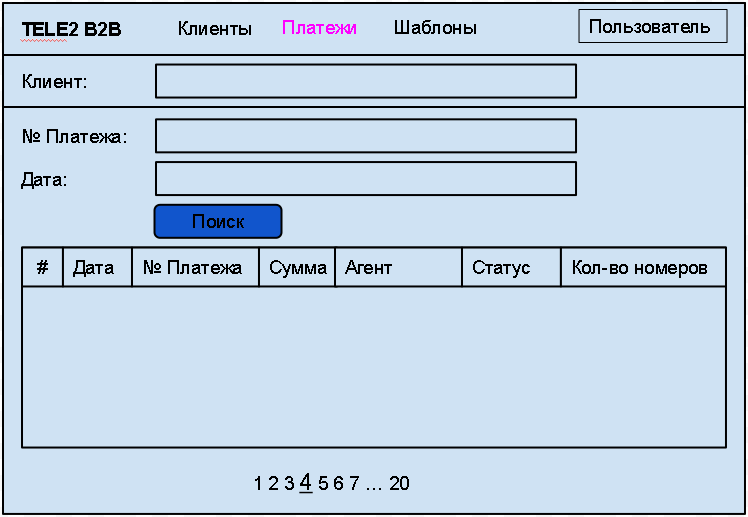 TELE2 B2B Клиенты Платежи Шаблоны Пользователь
Клиент:
№ Платежа:
Дата:
Поиск
# Дата № Платежа Сумма Агент Статус Кол-во номеров
1 2 3 4 5 6 7 ... 20